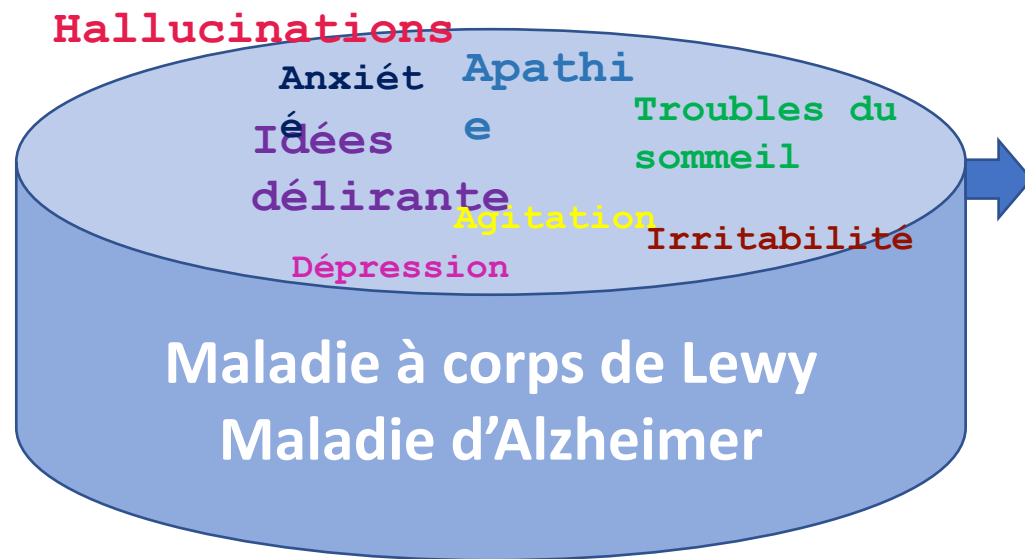 Hallucinations
Anxiét
é
Apathi
e
Troubles du
sommeil
Idées
délirante
Agitation
Irritabilité
Dépression
Maladie à corps de Lewy
Maladie d’Alzheimer